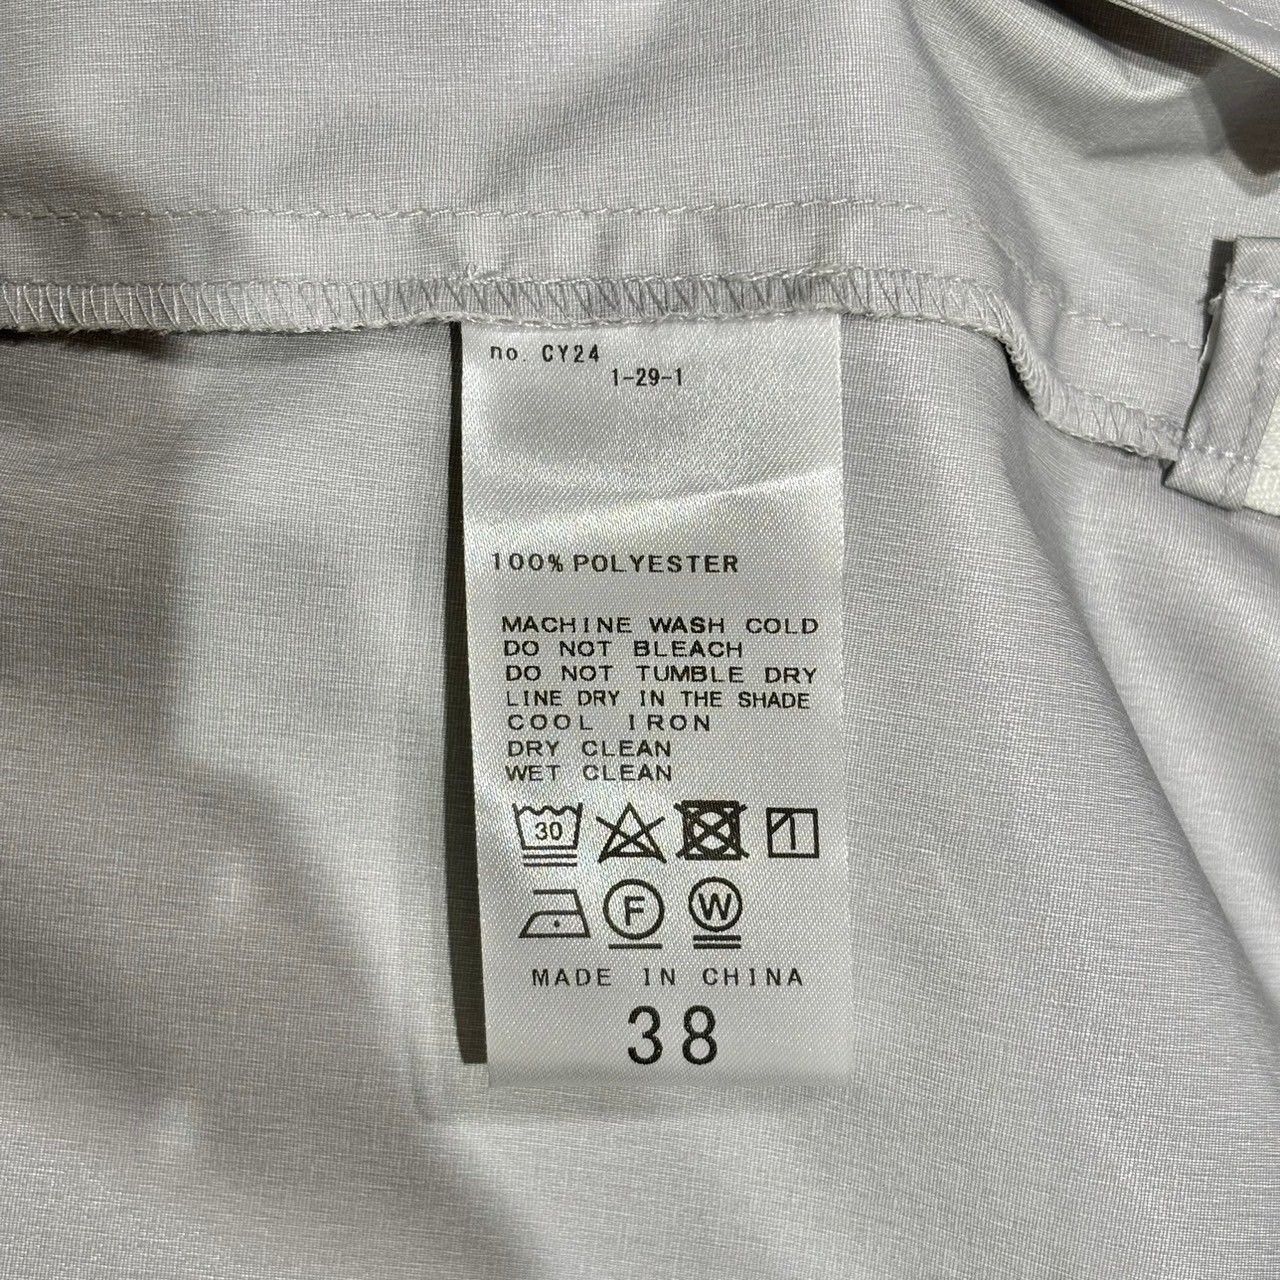 no. CY24
1-29-1
100% POLYESTER
MACHINE WASH COLD
DO NOT BLEACH
DO NOT TUMBLE DRY
LINE DRY IN THE SHADE
COOL IRON
DRY CLEAN
WET CLEAN
30
F W
MADE IN CHINA
38